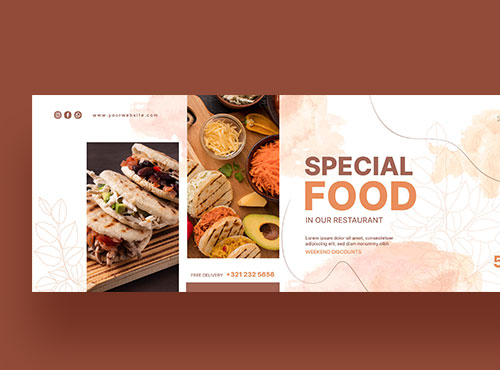 www.yourwebsite.com
FREE DELIVERY +321 232 5656
SPECIAL
FOOD
IN OUR RESTAURANT
Lorem ipsum dolor sit amet, consectetuer
adipiscing elit, sed diam nonummy nibh
WEEKEND DISCOUNTS
5